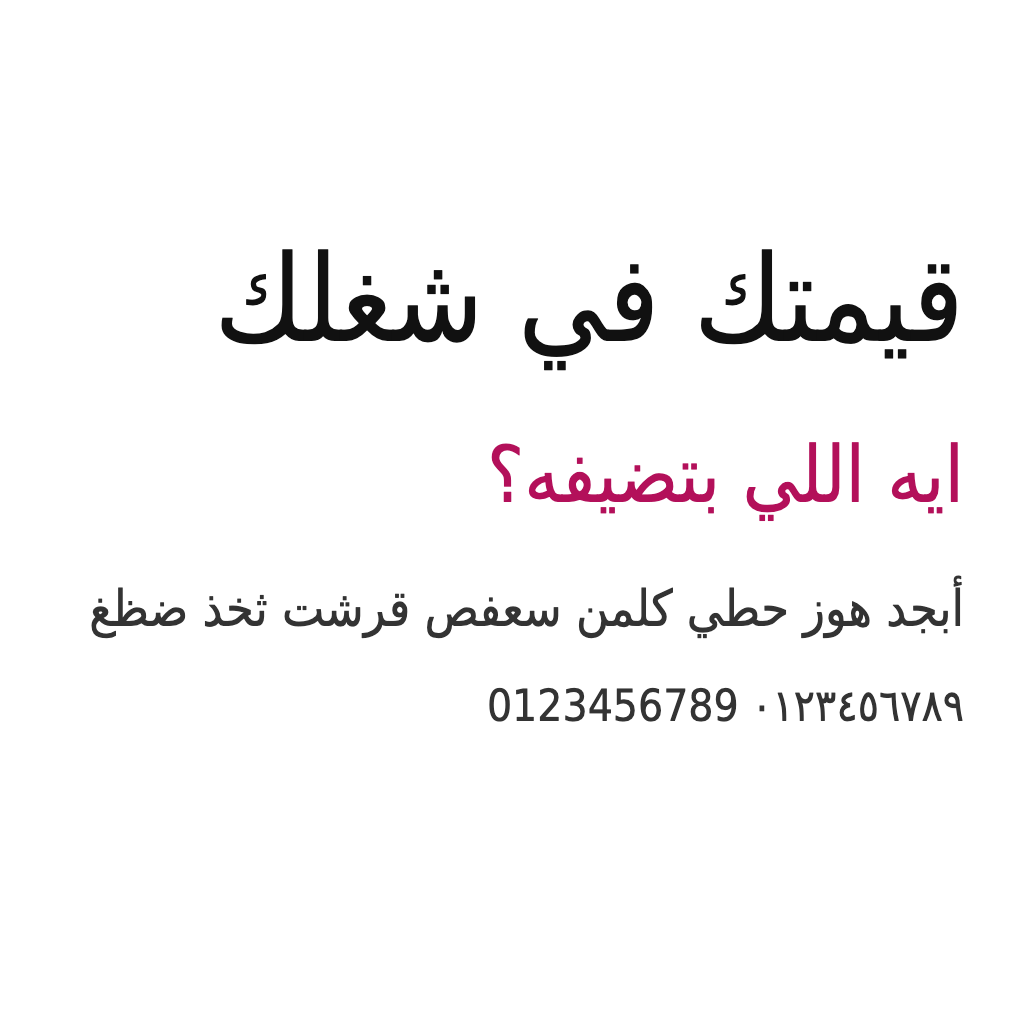 قيمتك في شغلك
ايه اللي بتضيفه؟
أبجد هوز حطي كلمن سعفص قرشت ثخذ ضظغ
٠١٢٣٤٥٦٧٨٩ 0123456789